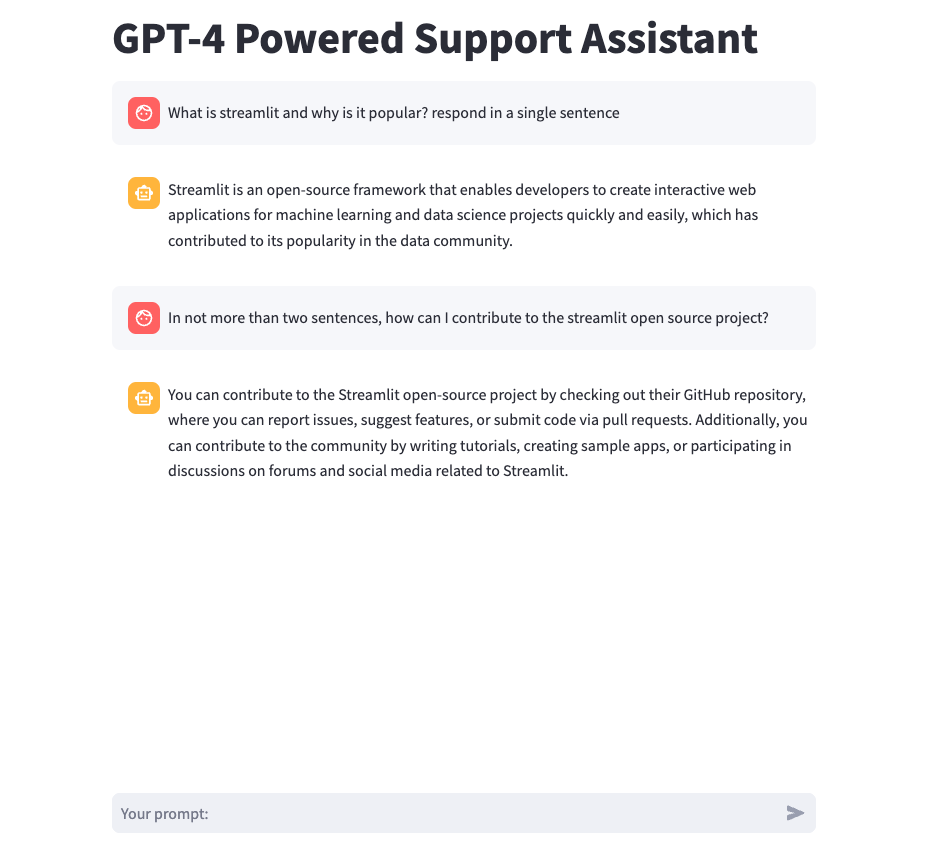 GPT-4 Powered Support Assistant
What is streamlit and why is it popular? respond in a single sentence
Streamlit is an open-source framework that enables developers to create interactive web
applications for machine learning and data science projects quickly and easily, which has
contributed to its popularity in the data community.
In not more than two sentences, how can I contribute to the streamlit open source project?
You can contribute to the Streamlit open-source project by checking out their GitHub repository,
where you can report issues, suggest features, or submit code via pull requests. Additionally, you
can contribute to the community by writing tutorials, creating sample apps, or participating in
discussions on forums and social media related to Streamlit.
Your prompt: